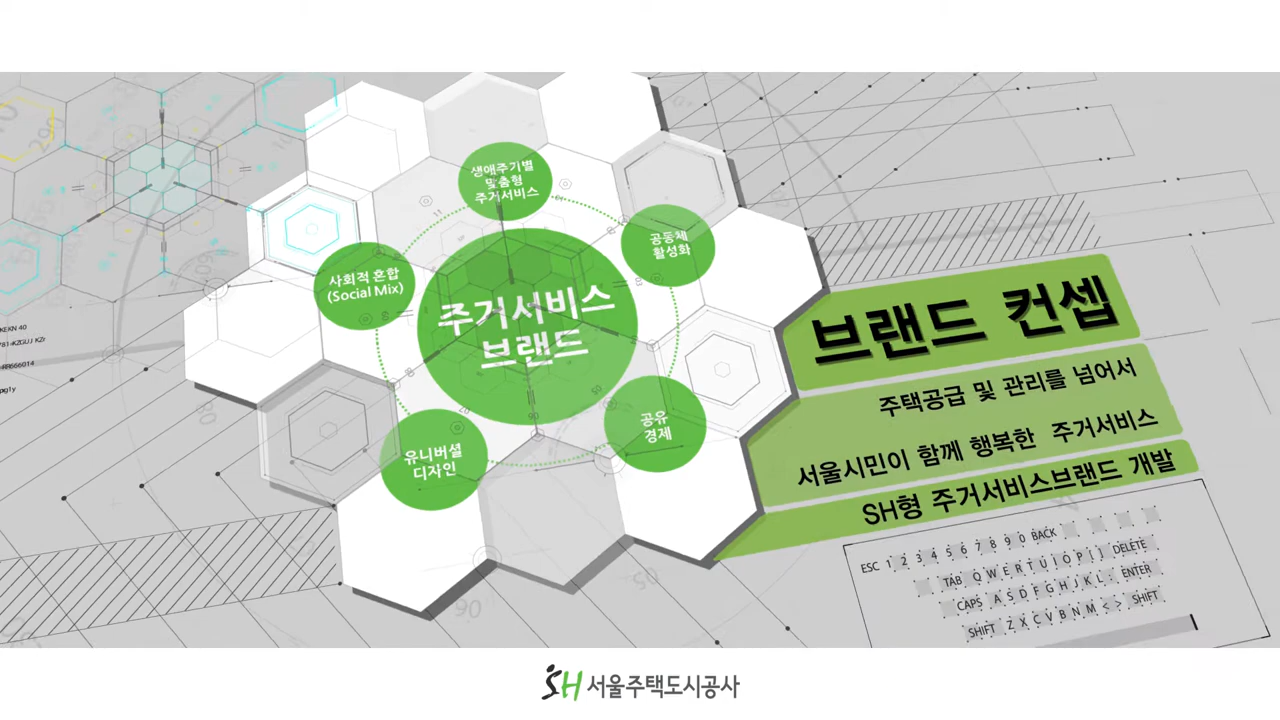 생애주기별
맞춤형
주거서비스
공동체
활성화
사회적 혼합
(Social Mix)
주거서비스
브랜드
공유
경제
유니버셜
디자인
브랜드 컨셉
주택공급 및 관리를 넘어서
서울시민이 함께 행복한 주거서비스
SH형 주거서비스브랜드 개발
KEKN 40
ESC 1 2 3 4 5 6 7 8 9 0 BACK
TAB Q W E R T U I O P [ ] DELETE
CAPS A S D F G H J K L : ENTER
SHIFT Z X C V B N M < > SHIFT
06
05
SH 서울주택도시공사